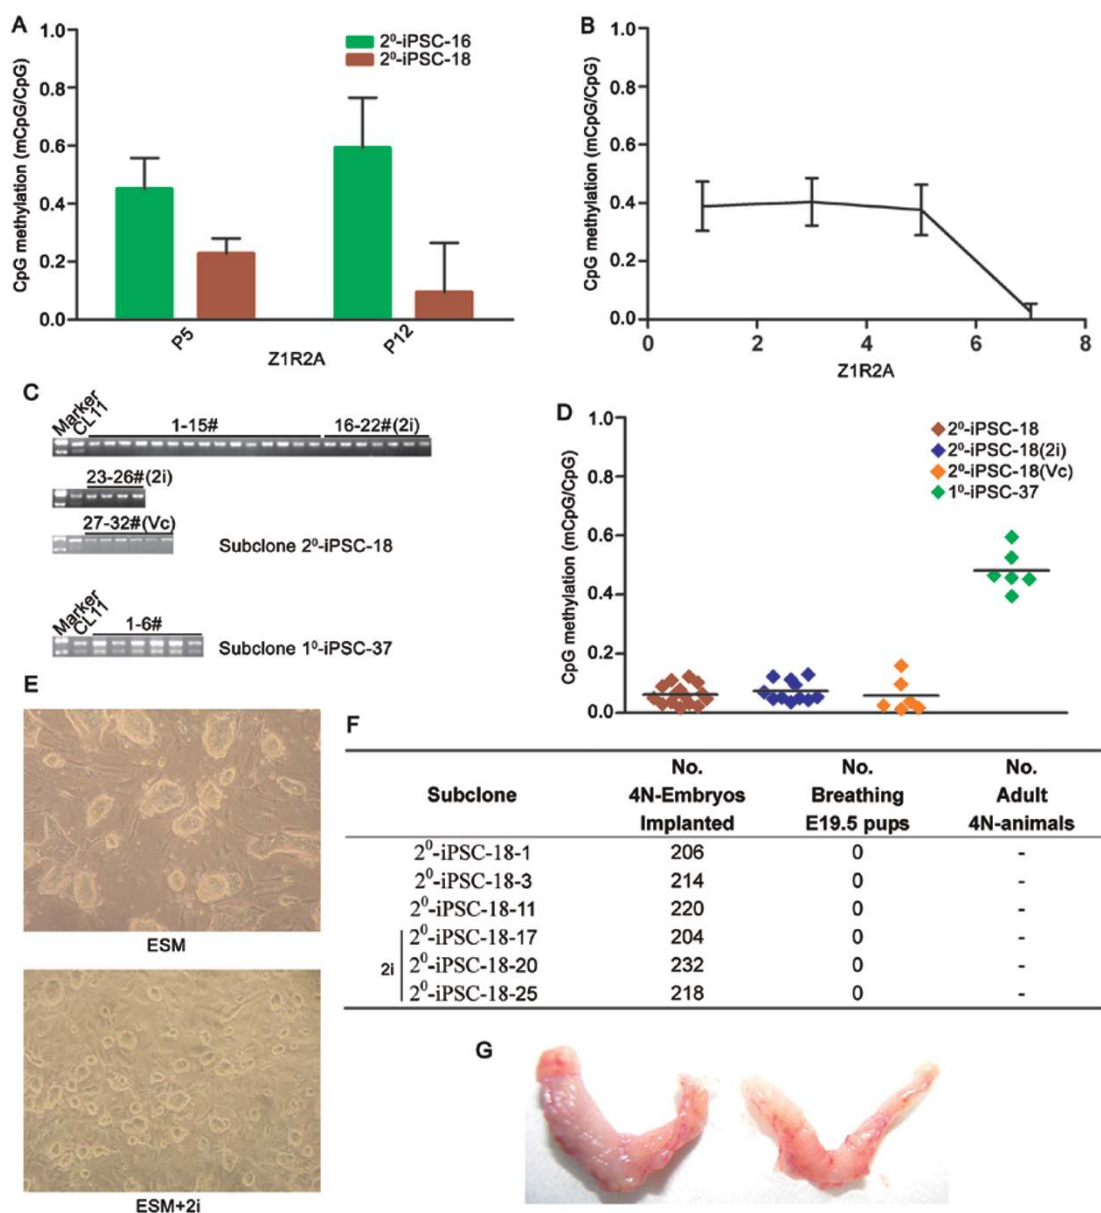 A
CpG methylation (mCpG/CpG)
1.0
0.8
0.6
0.4
0.2
0.0
2⁰-iPSC-16
2⁰-iPSC-18
P5
P12
Z1R2A
B
CpG methylation (mCpG/CpG)
1.0
0.8
0.6
0.4
0.2
0.0
0 2 4 6 8
Z1R2A
C
Marker
CL11
1-15#
16-22#(2i)
23-26#(2i)
27-32#(Vc)
Subclone 2⁰-iPSC-18
Marker
CL11
1-6#
Subclone 1⁰-iPSC-37
D
CpG methylation (mCpG/CpG)
1.0
0.8
0.6
0.4
0.2
0.0
2⁰-iPSC-18
2⁰-iPSC-18(2i)
2⁰-iPSC-18(Vc)
1⁰-iPSC-37
E
ESM
ESM+2i
F
Subclone
No.
4N-Embryos
Implanted
No.
Breathing
E19.5 pups
No.
Adult
4N-animals
2⁰-iPSC-18-1 206 0 -
2⁰-iPSC-18-3 214 0 -
2⁰-iPSC-18-11 220 0 -
2i
2⁰-iPSC-18-17 204 0 -
2⁰-iPSC-18-20 232 0 -
2⁰-iPSC-18-25 218 0 -
G